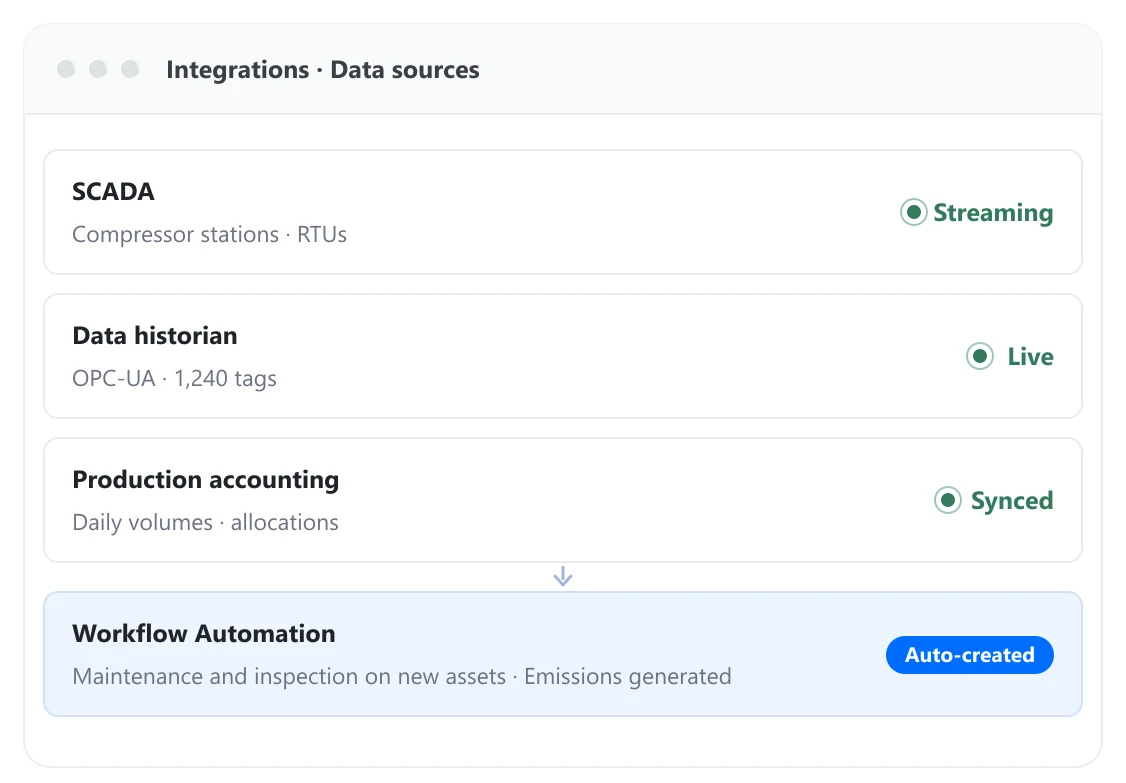 Integrations · Data sources
SCADA
Compressor stations · RTUs
Streaming
Data historian
OPC-UA · 1,240 tags
Live
Production accounting
Daily volumes · allocations
Synced
Workflow Automation
Maintenance and inspection on new assets · Emissions generated
Auto-created